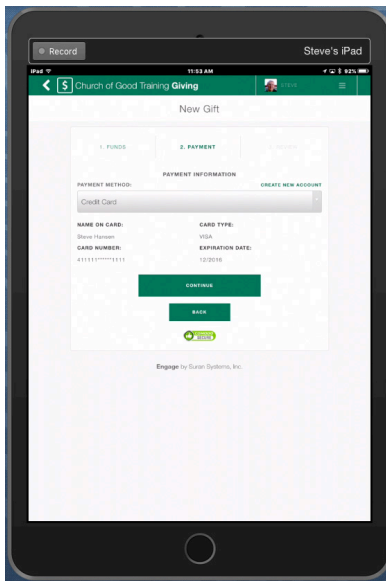 Record
Steve's iPad
iPad
11:53 AM
92%
$ Church of Good Training Giving
STEVE
New Gift
1. FUNDS
2. PAYMENT
PAYMENT INFORMATION
PAYMENT METHOD:
CREATE NEW ACCOUNT
Credit Card
NAME ON CARD:
CARD TYPE:
Steve Hansen
VISA
CARD NUMBER:
EXPIRATION DATE:
411111******1111
12/2016
CONTINUE
BACK
SECURE
Engage by Suran Systems, Inc.